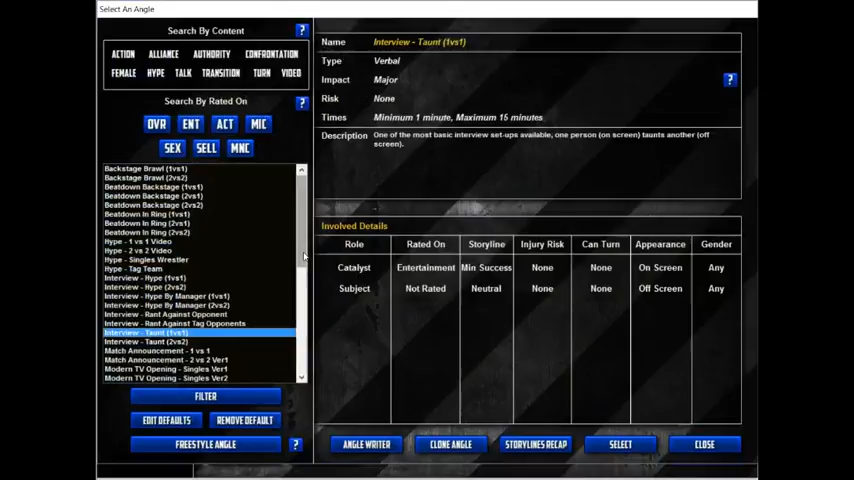 Select An Angle
Search By Content
?
ACTION ALLIANCE AUTHORITY CONFRONTATION
FEMALE HYPE TALK TRANSITION TURN VIDEO
Search By Rated On
?
OVR ENT ACT MIC
SEX SELL MNC
Backstage Brawl (1vs1)
Backstage Brawl (2vs2)
Beatdown Backstage (1vs1)
Beatdown Backstage (2vs1)
Beatdown Backstage (2vs2)
Beatdown In Ring (1vs1)
Beatdown In Ring (2vs1)
Beatdown In Ring (2vs2)
Hype - 1 vs 1 Video
Hype - 2 vs 2 Video
Hype - Singles Wrestler
Hype - Tag Team
Interview - Hype (1vs1)
Interview - Hype (2vs2)
Interview - Hype By Manager (1vs1)
Interview - Hype By Manager (2vs2)
Interview - Rant Against Opponent
Interview - Rant Against Tag Opponents
Interview - Taunt (1vs1)
Interview - Taunt (2vs2)
Match Announcement - 1 vs 1
Match Announcement - 2 vs 2 Ver1
Modern TV Opening - Singles Ver1
Modern TV Opening - Singles Ver2
FILTER
EDIT DEFAULTS REMOVE DEFAULT
FREESTYLE ANGLE ?
Name Interview - Taunt (1vs1)
Type Verbal
Impact Major ?
Risk None
Times Minimum 1 minute, Maximum 15 minutes
Description One of the most basic interview set-ups available, one person (on screen) taunts another (off
screen).
Involved Details
Role Rated On Storyline Injury Risk Can Turn Appearance Gender
Catalyst Entertainment Min Success None None On Screen Any
Subject Not Rated Neutral None None Off Screen Any
ANGLE WRITER CLONE ANGLE STORYLINES RECAP SELECT CLOSE